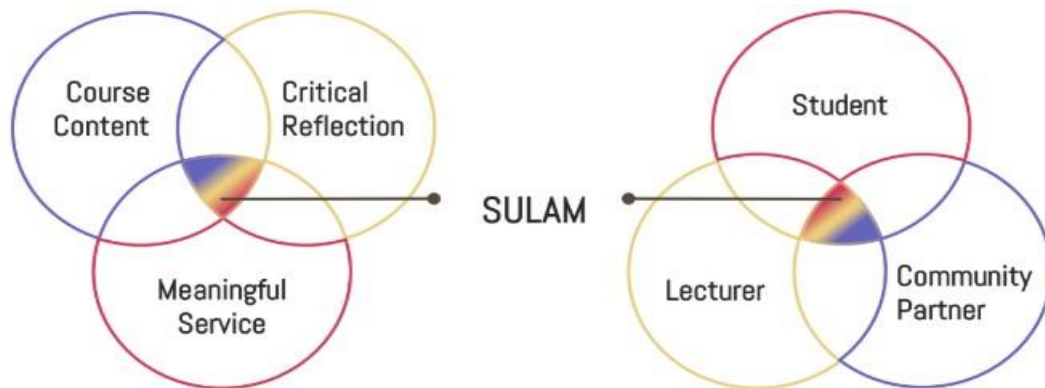 Course
Content
Critical
Reflection
Meaningful
Service
SULAM
Student
Lecturer
Community
Partner